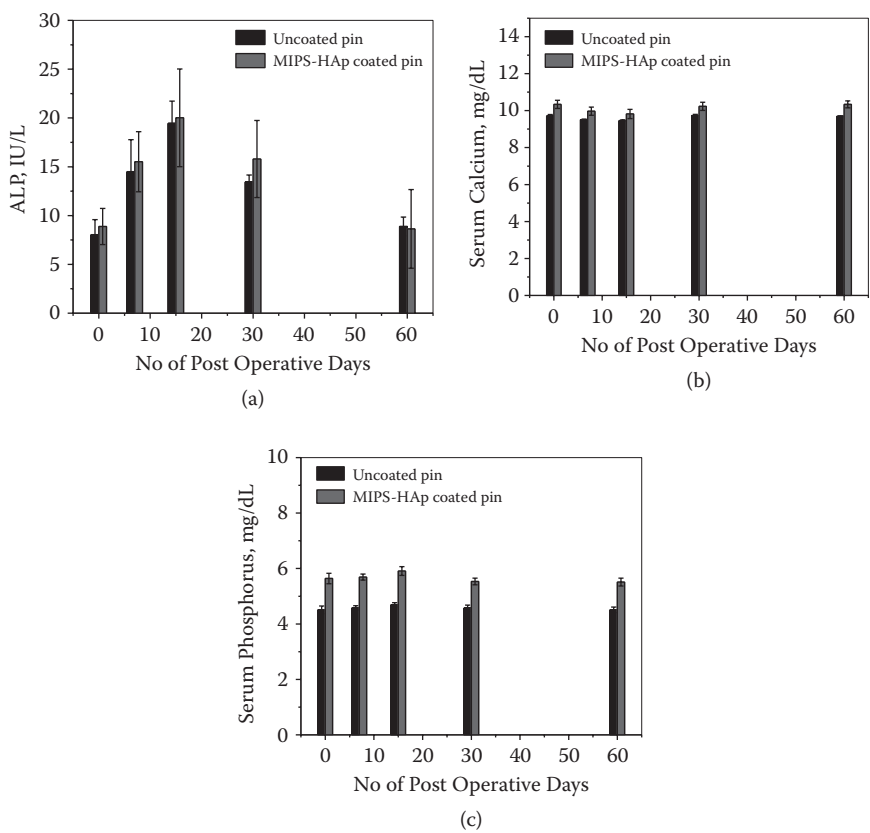 30
25
20
15
10
5
0
ALP, IU/L
Uncoated pin
MIPS-HAp coated pin
0 10 20 30 40 50 60
No of Post Operative Days
(a)
14
12
10
8
6
4
2
0
Serum Calcium, mg/dL
Uncoated pin
MIPS-HAp coated pin
0 10 20 30 40 50 60
No of Post Operative Days
(b)
10
8
6
4
2
0
Serum Phosphorus, mg/dL
Uncoated pin
MIPS-HAp coated pin
0 10 20 30 40 50 60
No of Post Operative Days
(c)